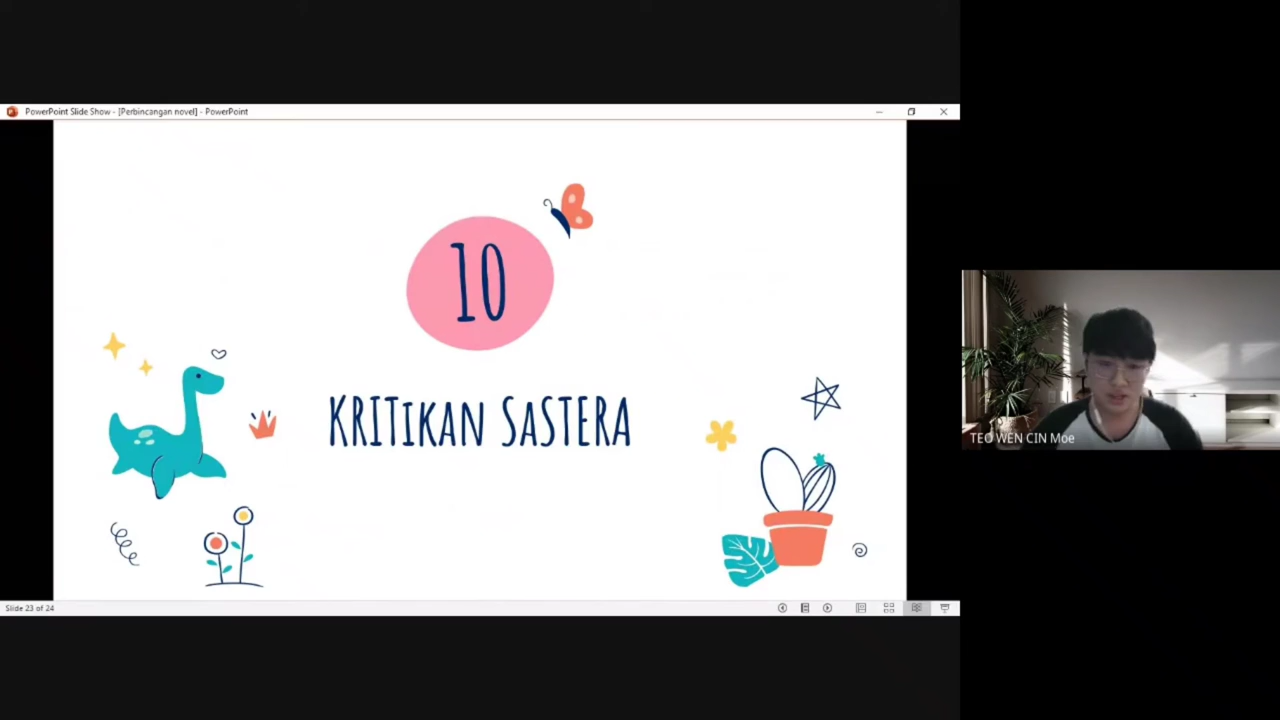 PowerPoint Slide Show - [Perbincangan novel] - PowerPoint
10
KRITiKAN SaSTERA
TEO WEN CIN Moe
Slide 23 of 24